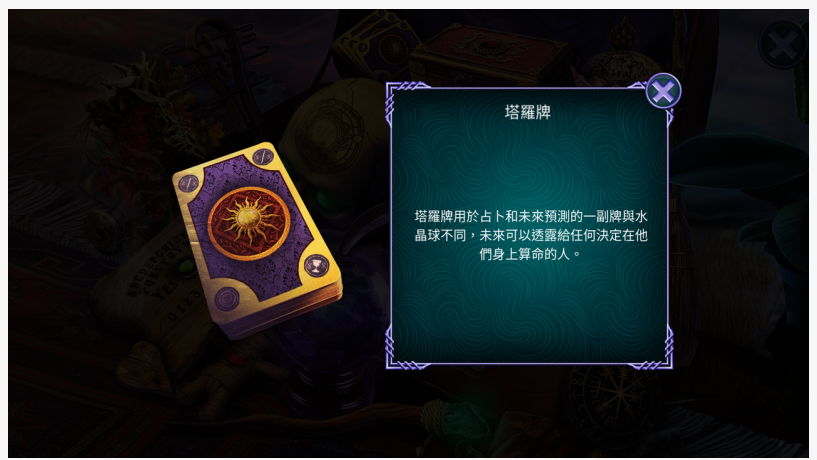 塔羅牌
塔羅牌用於占卜和未來預測的一副牌與水
晶球不同，未來可以透露給任何決定在他
們身上算命的人。
YES